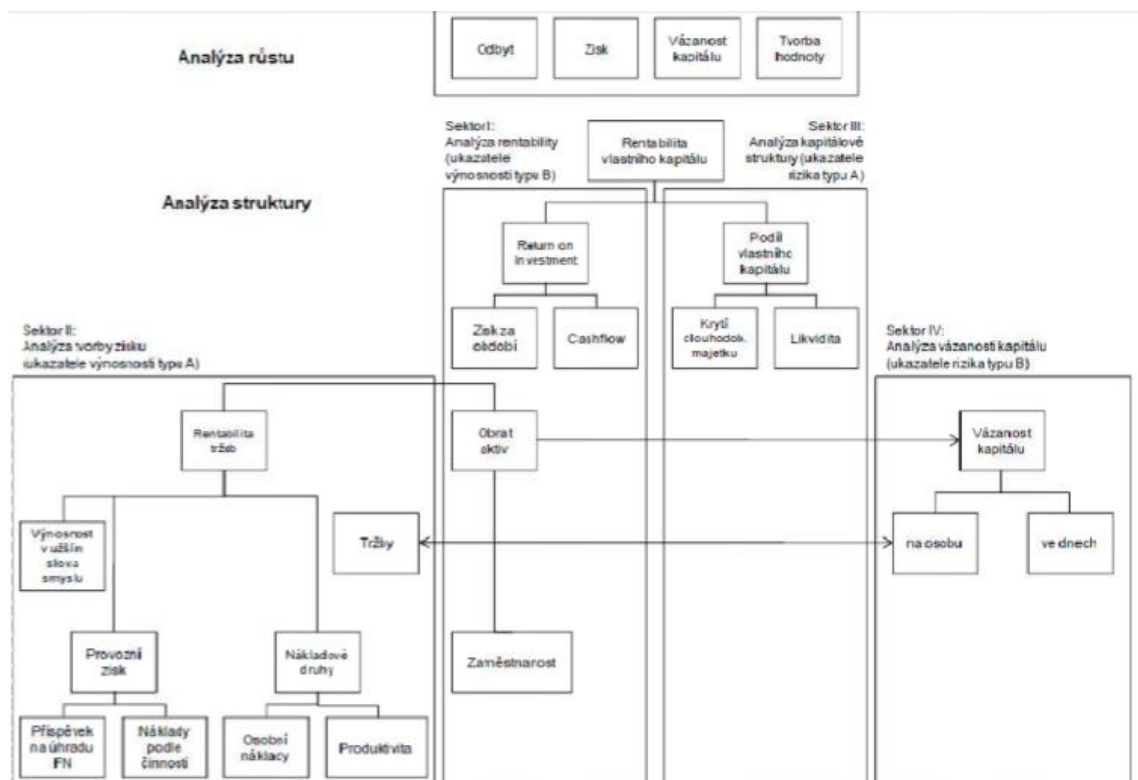 Analýza růstu
Odbyt
Zisk
Vázanost
kapitálu
Tvorba
hodnoty
Analýza struktury
Sektor I:
Analýza rentability
(ukazatele
výnosnosti typu B)
Rentabilita
vlastního kapitálu
Sektor III:
Analýza kapitálové
struktury (ukazatele
rizika typu A)
Return on
Investment
Podíl
vlastního
kapitálu
Zisk za
období
Cashflow
Krytí
dlouhodok.
majetku
Likvidita
Sektor II:
Analýza tvorby zisku
(ukazatele výnosnosti typu A)
Sektor IV:
Analýza vázanosti kapitálu
(ukazatele rizika typu B)
Rentabilita
tržeb
Obrat
aktiv
Vázanost
kapitálu
Výnosnost
v užším
slova
smyslu
Tržby
na osobu
ve dnech
Provozní
zisk
Nákladové
druhy
Zaměstnanost
Příspěvek
na úhradu
FN
Náklady
podle
činností
Osobní
náklady
Produktivita